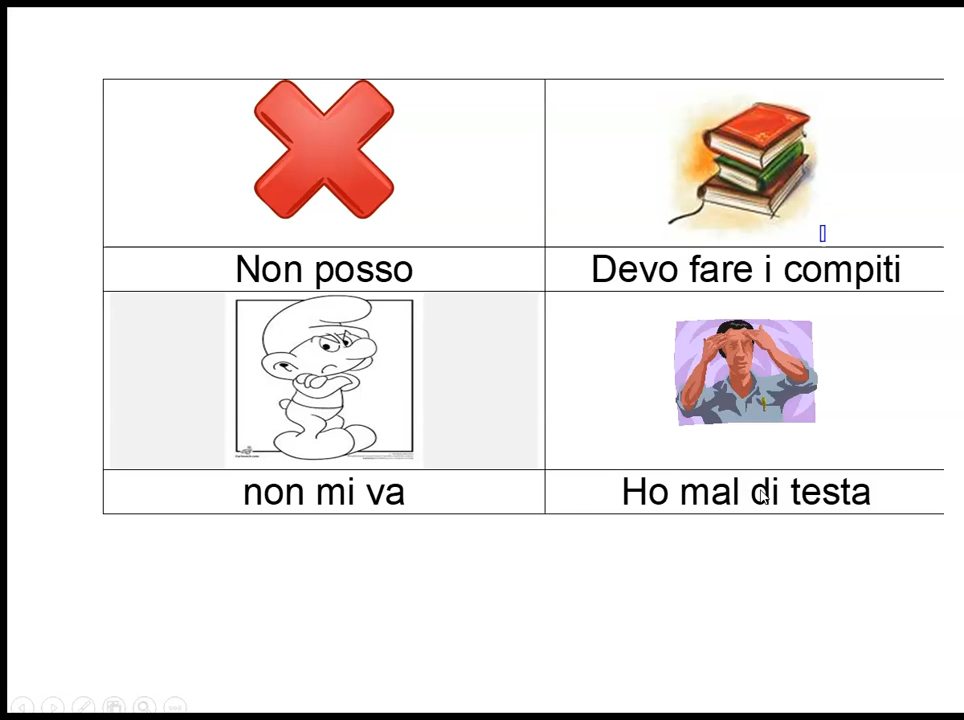 Non posso
Devo fare i compiti
non mi va
Ho mal di testa